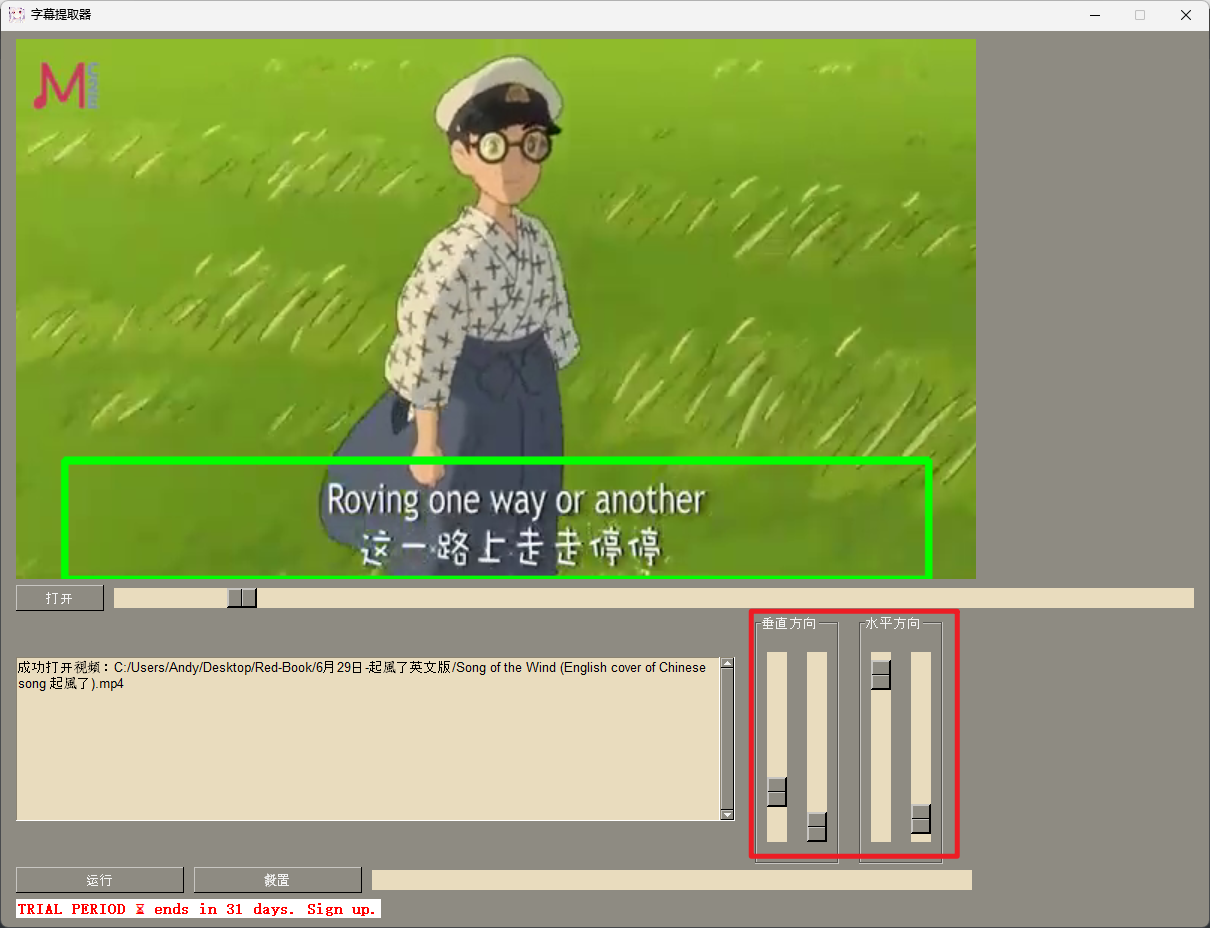 字幕提取器
M
MUSIC
Roving one way or another
这一路上走走停停
打开
垂直方向
水平方向
成功打开视频：C:/Users/Andy/Desktop/Red-Book/6月29日-起風了英文版/Song of the Wind (English cover of Chinese
song 起風了).mp4
运行
TRIAL PERIOD ⌛ ends in 31 days. Sign up.